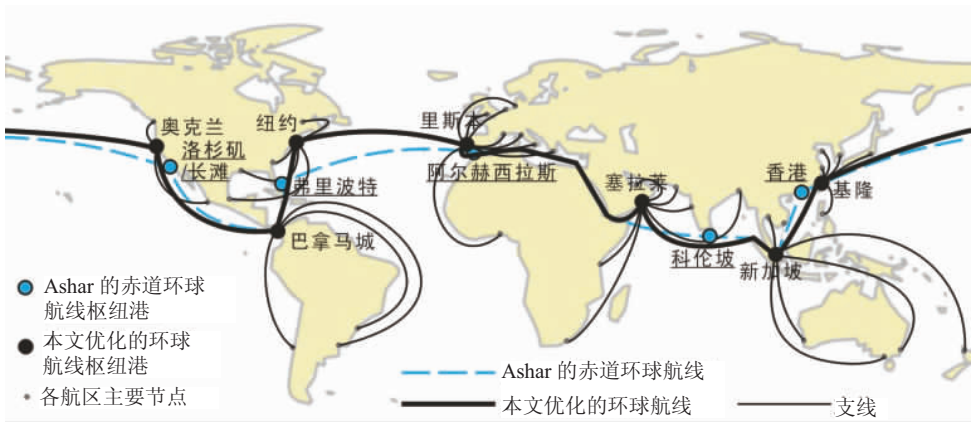 奥克兰
洛杉矶
/长滩
纽约
弗里波特
巴拿马城
里斯本
阿尔赫西拉斯
塞拉莱
科伦坡
香港
基隆
新加坡
Ashar 的赤道环球
航线枢纽港
本文优化的环球
航线枢纽港
各航区主要节点
Ashar 的赤道环球航线
本文优化的环球航线
支线